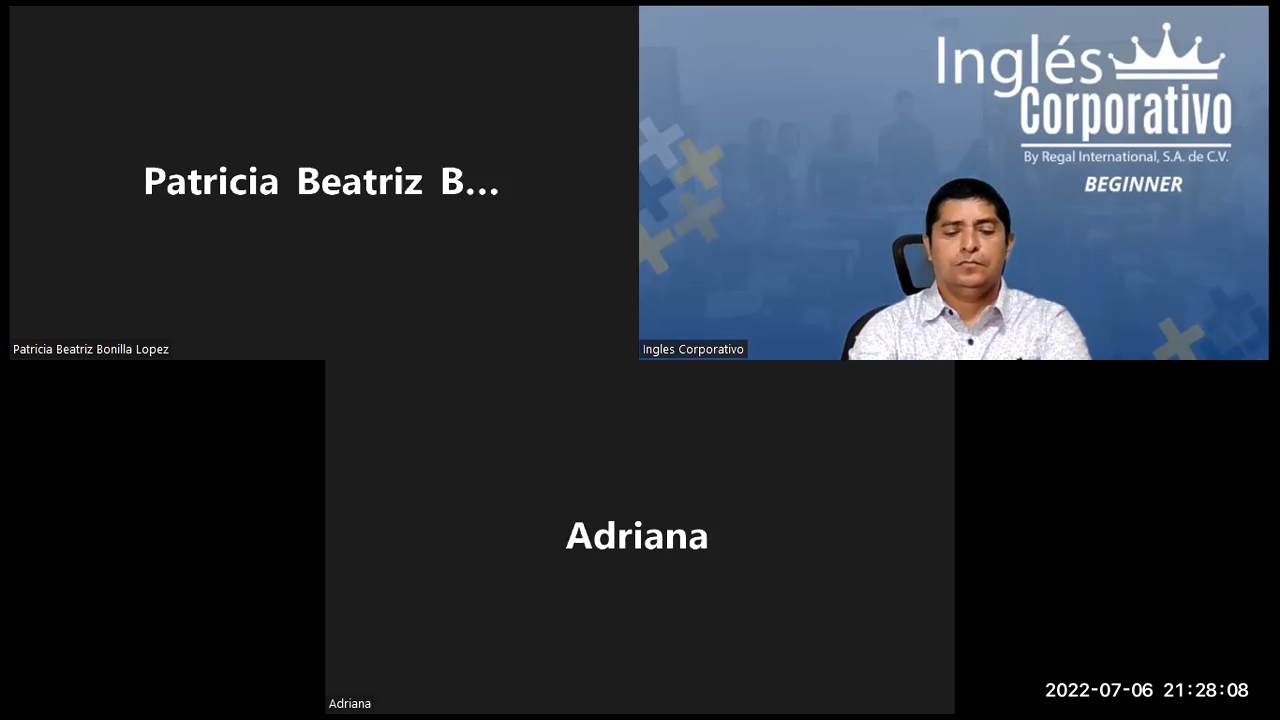 Patricia Beatriz B...
Patricia Beatriz Bonilla Lopez
Inglés
Corporativo
By Regal International, S.A. de C.V.
BEGINNER
Ingles Corporativo
Adriana
Adriana
2022-07-06 21:28:08